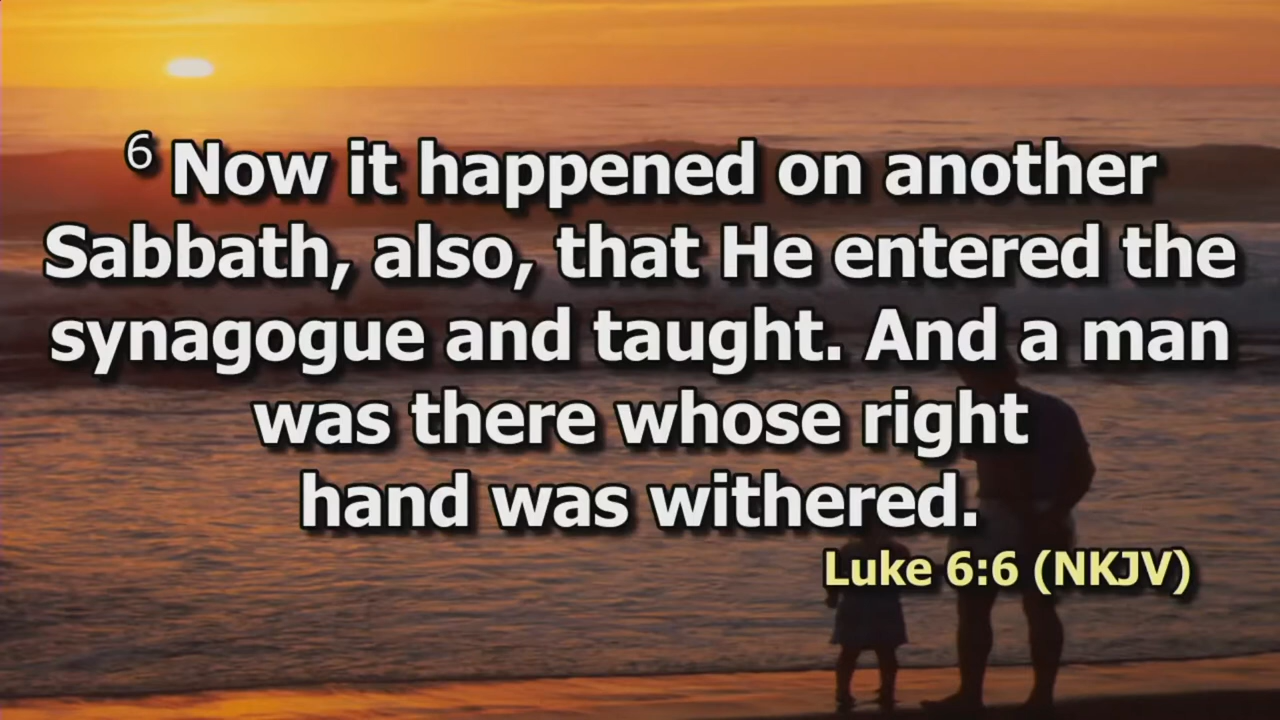 6 Now it happened on another
Sabbath, also, that He entered the
synagogue and taught. And a man
was there whose right
hand was withered.
Luke 6:6 (NKJV)